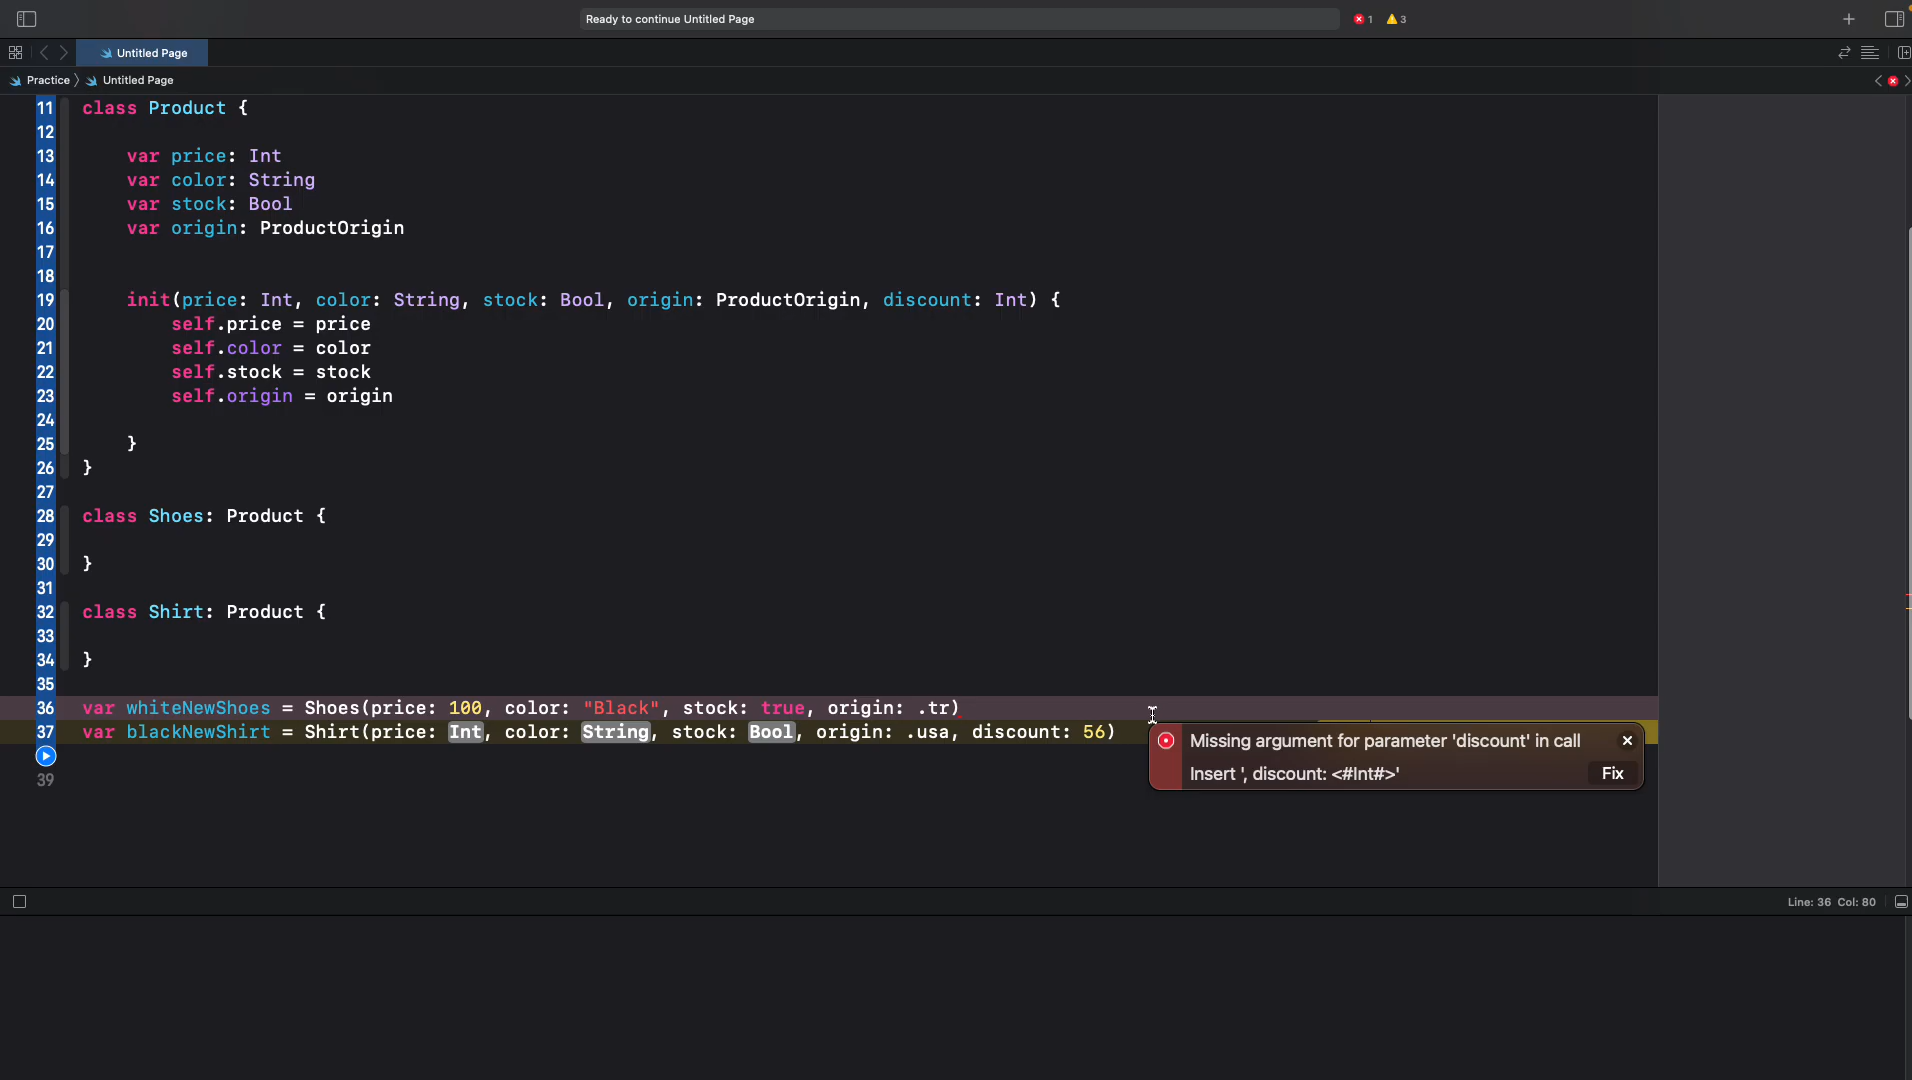 Ready to continue Untitled Page
1
3
Untitled Page
Practice
Untitled Page
11 class Product {
12
13 var price: Int
14 var color: String
15 var stock: Bool
16 var origin: ProductOrigin
17
18
19 init(price: Int, color: String, stock: Bool, origin: ProductOrigin, discount: Int) {
20 self.price = price
21 self.color = color
22 self.stock = stock
23 self.origin = origin
24
25 }
26 }
27
28 class Shoes: Product {
29
30 }
31
32 class Shirt: Product {
33
34 }
35
36 var whiteNewShoes = Shoes(price: 100, color: "Black", stock: true, origin: .tr)
37 var blackNewShirt = Shirt(price: Int, color: String, stock: Bool, origin: .usa, discount: 56)
Missing argument for parameter 'discount' in call
Insert ', discount: <#Int#>'
Fix
39
Line: 36 Col: 80